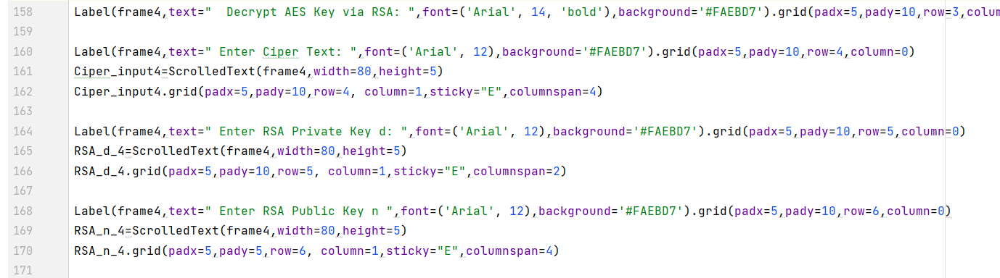 158 Label(frame4,text="  Decrypt AES Key via RSA: ",font=('Arial', 14, 'bold'),background='#FAEBD7').grid(padx=5,pady=10,row=3,colum
159
160 Label(frame4,text=" Enter Ciper Text: ",font=('Arial', 12),background='#FAEBD7').grid(padx=5,pady=10,row=4,column=0)
161 Ciper_input4=ScrolledText(frame4,width=80,height=5)
162 Ciper_input4.grid(padx=5,pady=10,row=4, column=1,sticky="E",columnspan=4)
163
164 Label(frame4,text=" Enter RSA Private Key d: ",font=('Arial', 12),background='#FAEBD7').grid(padx=5,pady=10,row=5,column=0)
165 RSA_d_4=ScrolledText(frame4,width=80,height=5)
166 RSA_d_4.grid(padx=5,pady=10,row=5, column=1,sticky="E",columnspan=2)
167
168 Label(frame4,text=" Enter RSA Public Key n ",font=('Arial', 12),background='#FAEBD7').grid(padx=5,pady=10,row=6,column=0)
169 RSA_n_4=ScrolledText(frame4,width=80,height=5)
170 RSA_n_4.grid(padx=5,pady=5,row=6, column=1,sticky="E",columnspan=4)
171